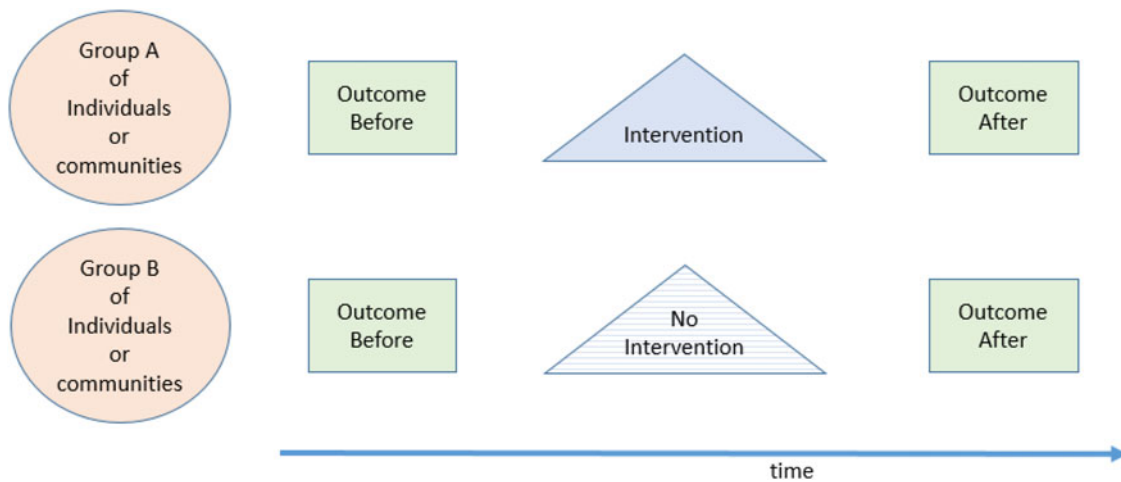 Group A
of
Individuals
or
communities
Outcome
Before
Intervention
Outcome
After
Group B
of
Individuals
or
communities
Outcome
Before
No
Intervention
Outcome
After
time